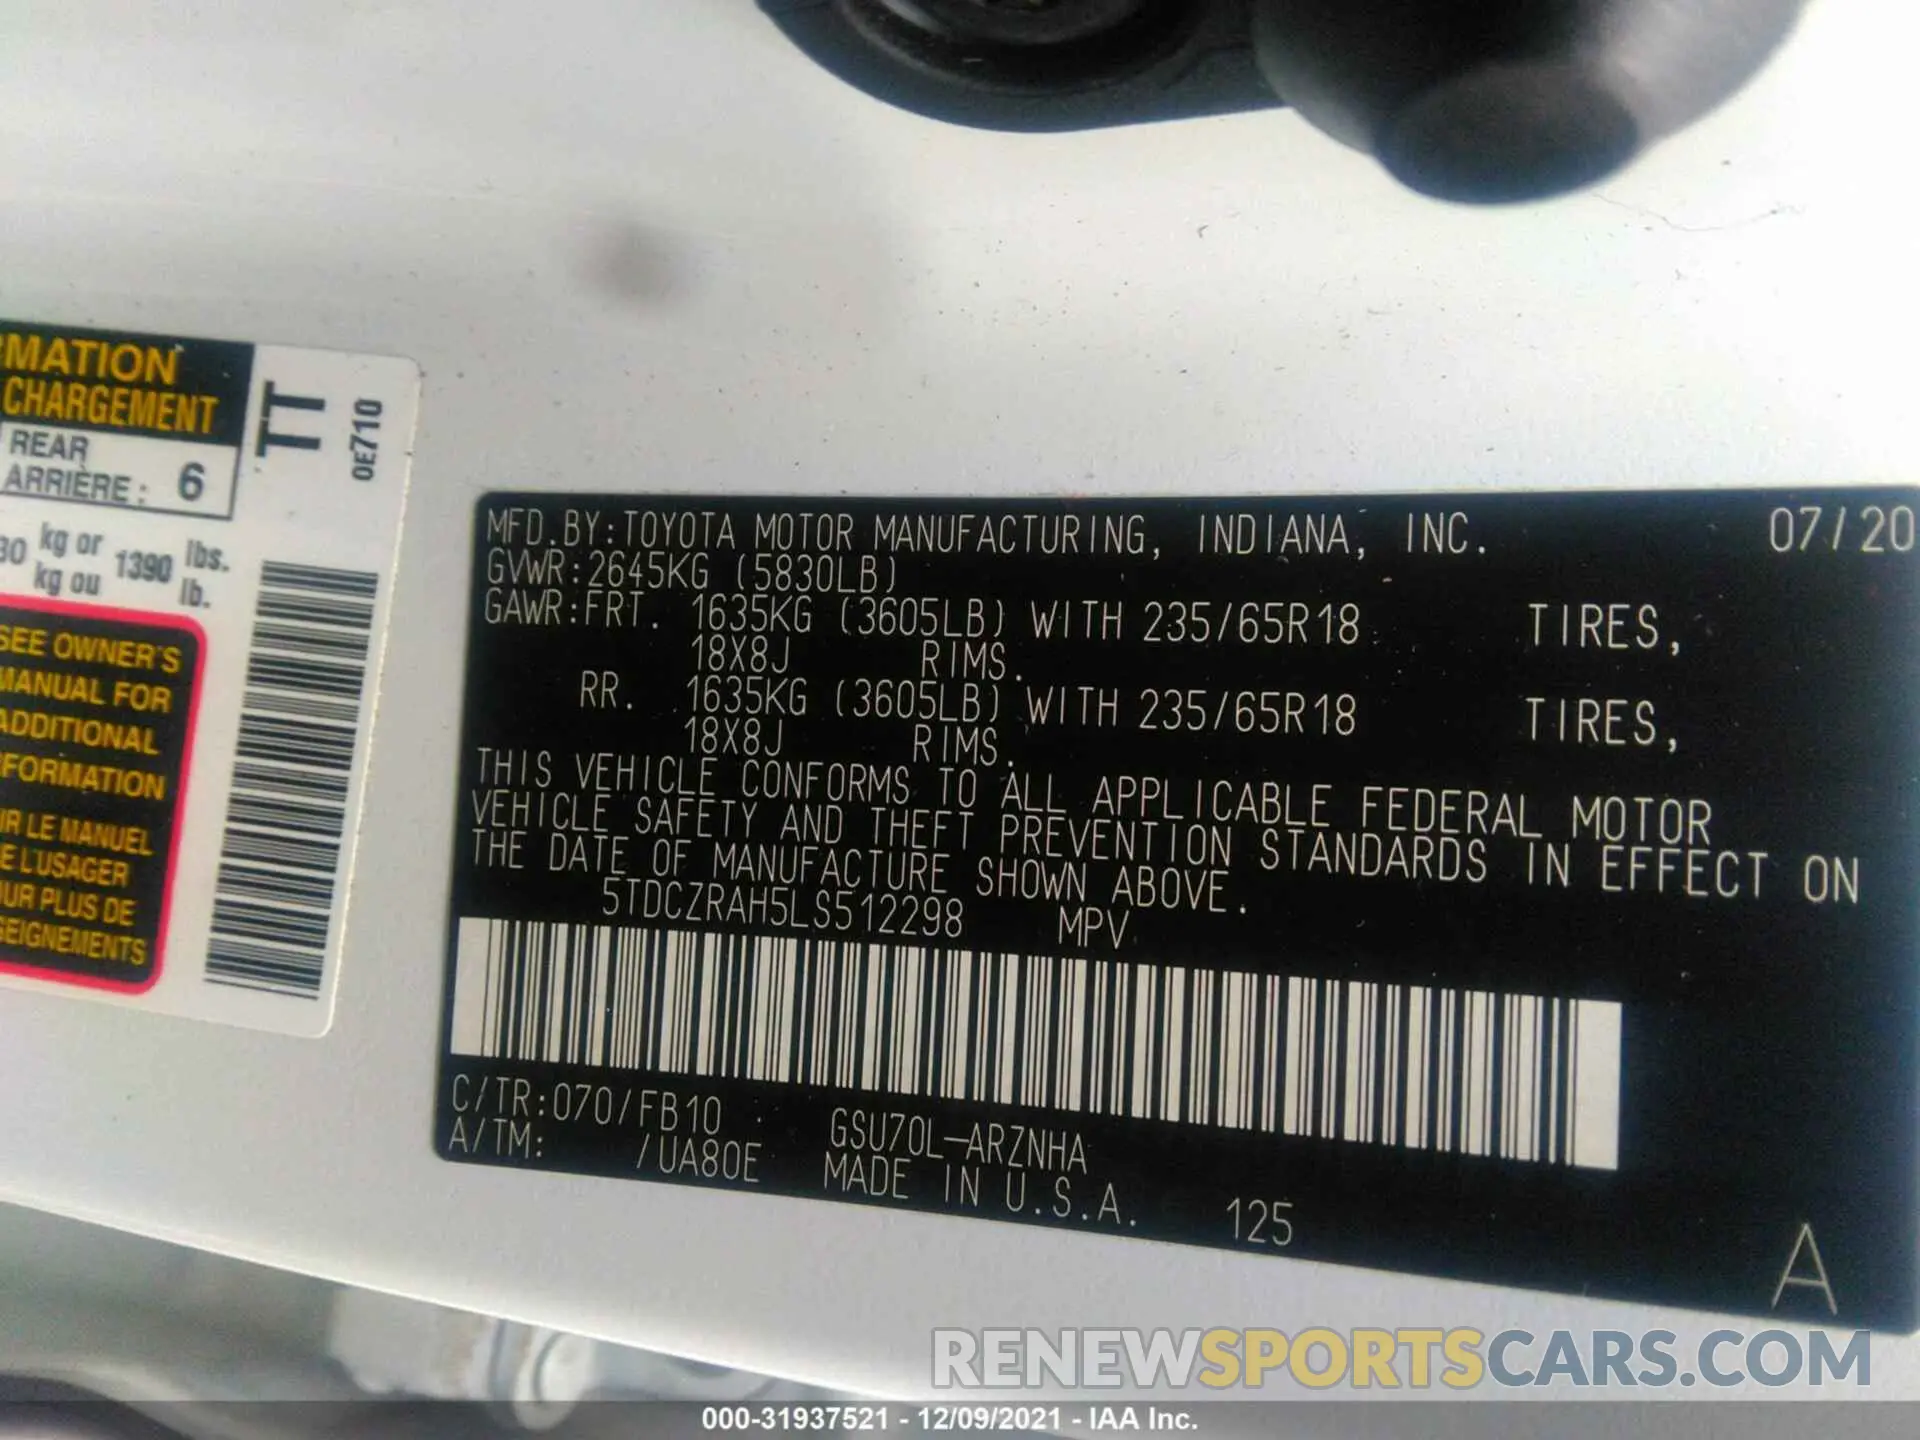 MATION
CHARGEMENT
REAR
ARRIÈRE : 6
TT
0E710
30 kg or 1390 lbs.
kg ou lb.
SEE OWNER'S
MANUAL FOR
ADDITIONAL
FORMATION
IR LE MANUEL
E L'USAGER
UR PLUS DE
SEIGNEMENTS
MFD.BY:TOYOTA MOTOR MANUFACTURING, INDIANA, INC. 07/20
GVWR:2645KG (5830LB)
GAWR:FRT. 1635KG (3605LB) WITH 235/65R18 TIRES,
18X8J RIMS.
RR. 1635KG (3605LB) WITH 235/65R18 TIRES,
18X8J RIMS.
THIS VEHICLE CONFORMS TO ALL APPLICABLE FEDERAL MOTOR
VEHICLE SAFETY AND THEFT PREVENTION STANDARDS IN EFFECT ON
THE DATE OF MANUFACTURE SHOWN ABOVE.
5TDCZRAH5LS512298 MPV
C/TR:070/FB10 GSU70L-ARZNHA
A/TM: /UA80E MADE IN U.S.A. 125
A
RENEWSPORTSCARS.COM
000-31937521 - 12/09/2021 - IAA Inc.